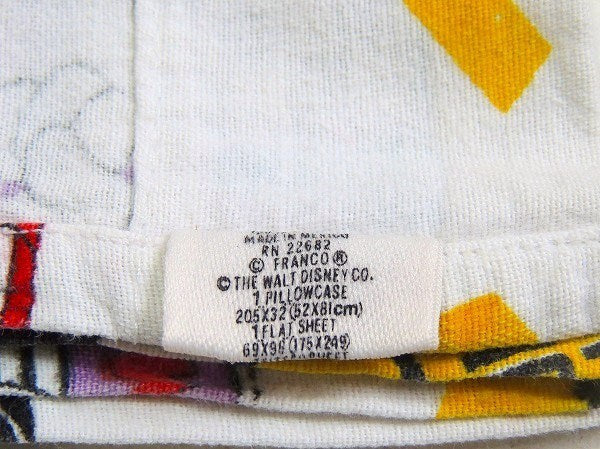 MADE IN MEXICO
RN 22682
© FRANCO®
© THE WALT DISNEY CO.
1 PILLOWCASE
20.5X32 (52X81cm)
1 FLAT SHEET
69X96 (175X249)